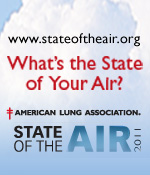 www.stateoftheair.org
What's the State
of Your Air?
AMERICAN LUNG ASSOCIATION®
STATE
OF THE AIR 2011